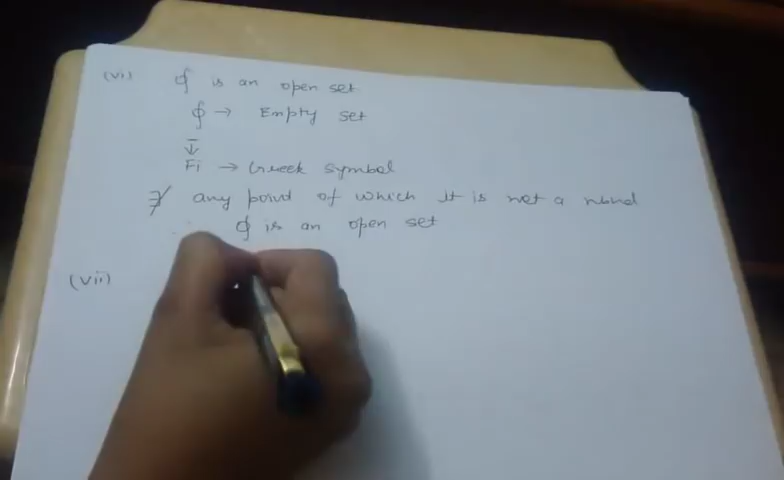 (vi) ϕ is an open set
ϕ → Empty set
↓
Fi → Greek symbol
∄ any point of which it is not a nbhd
ϕ is an open set
(vii)